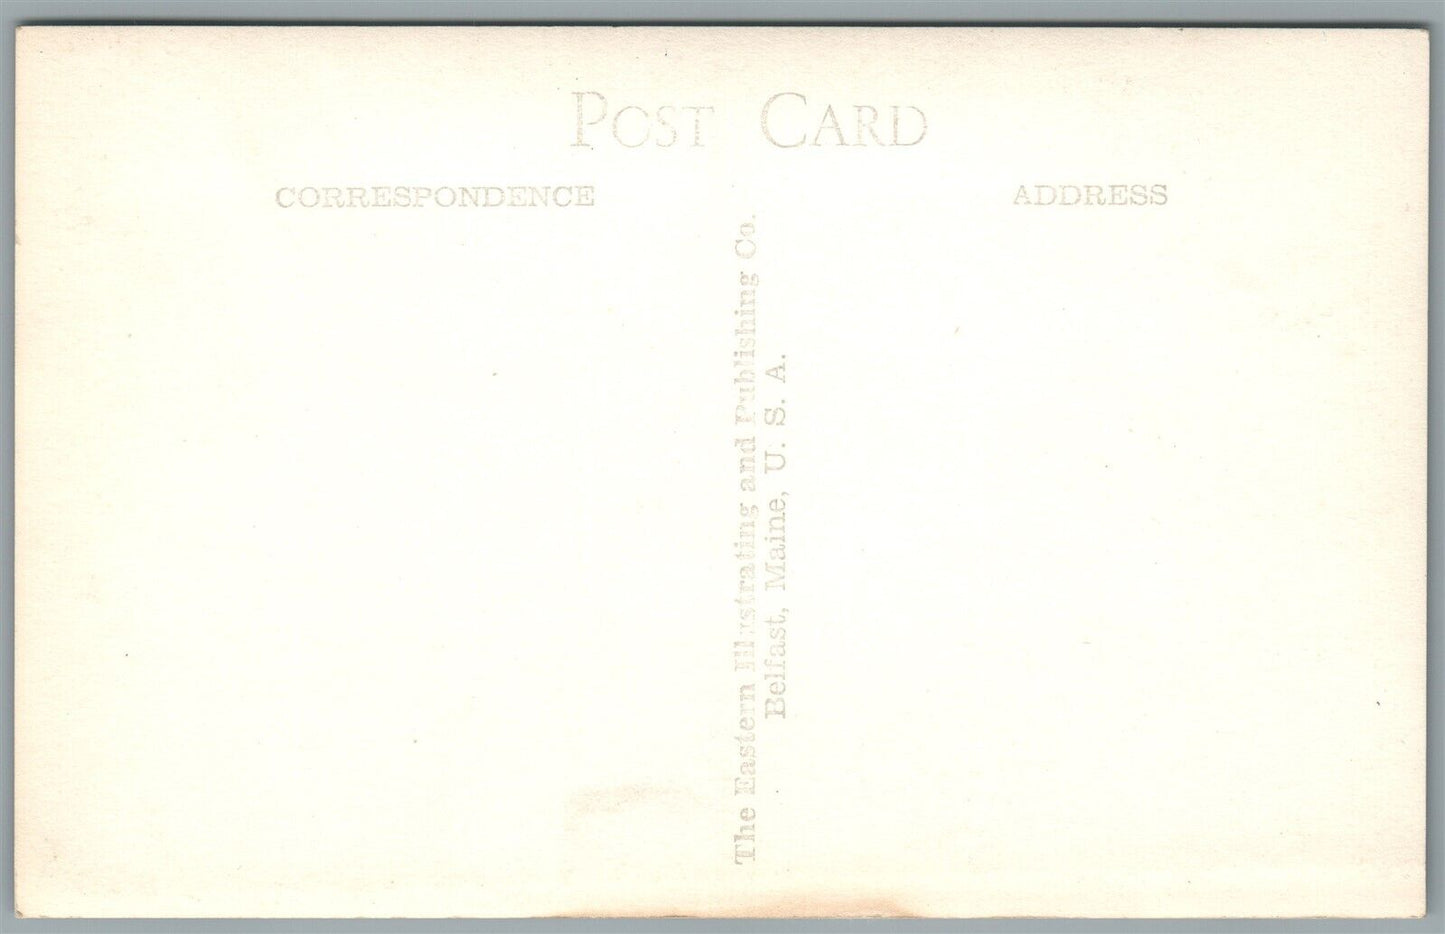 POST CARD
CORRESPONDENCE
ADDRESS
The Eastern Illustrating and Publishing Co.
Belfast, Maine, U. S. A.